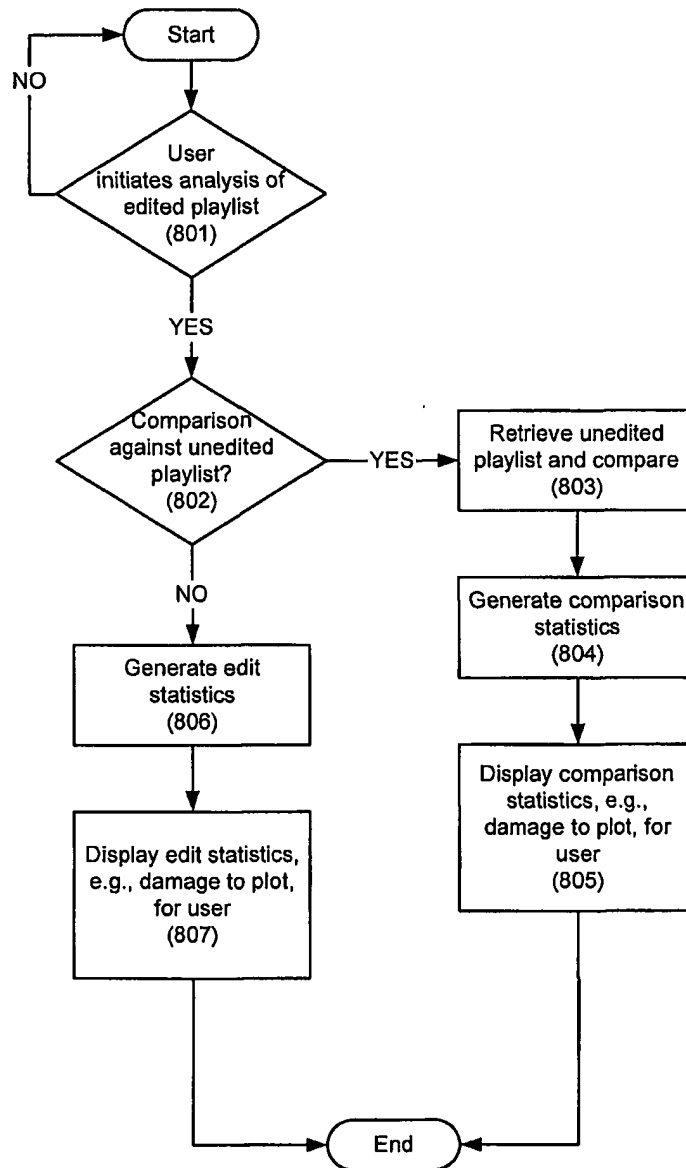 Start
NO
User
initiates analysis of
edited playlist
(801)
YES
Comparison
against unedited
playlist?
(802)
YES
Retrieve unedited
playlist and compare
(803)
NO
Generate comparison
statistics
(804)
Generate edit
statistics
(806)
Display comparison
statistics, e.g.,
damage to plot, for
user
(805)
Display edit statistics,
e.g., damage to plot,
for user
(807)
End